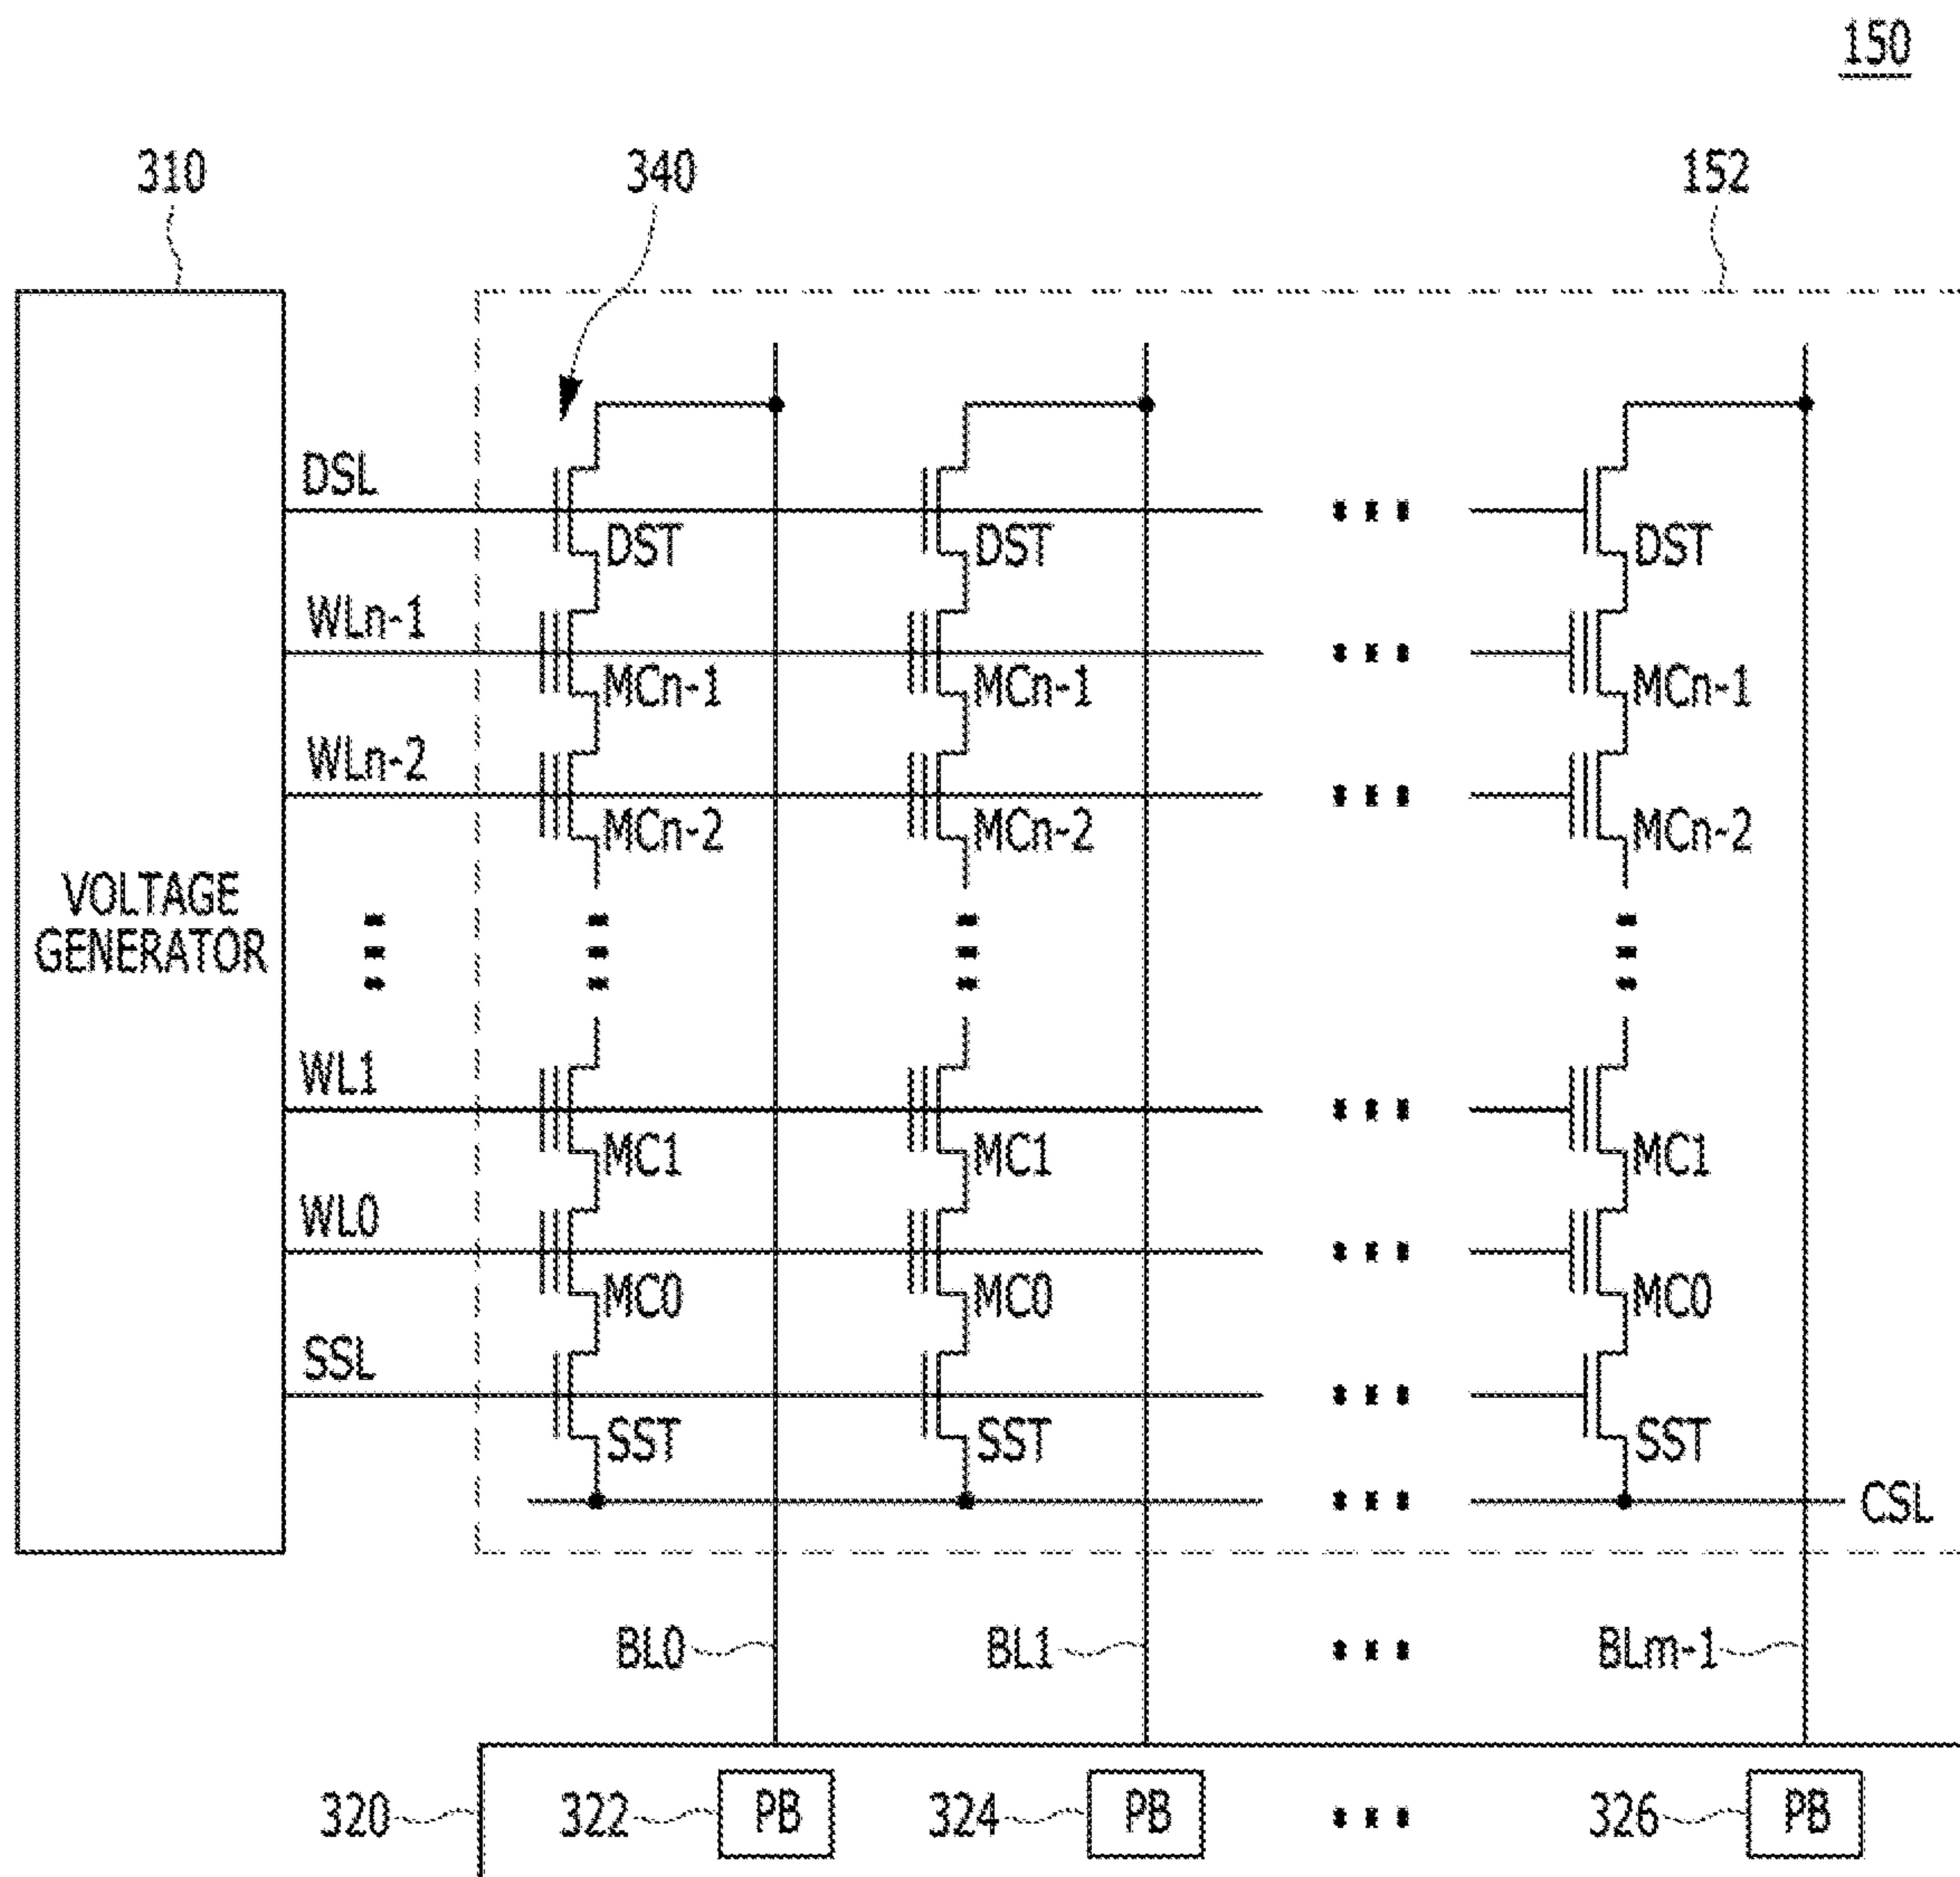 150
310
340
152
DSL
DST
DST
DST
WLn-1
MCn-1
MCn-1
MCn-1
WLn-2
MCn-2
MCn-2
MCn-2
VOLTAGE
GENERATOR
WL1
MC1
MC1
MC1
WL0
MC0
MC0
MC0
SSL
SST
SST
SST
CSL
BL0
BL1
BLm-1
320
322
PB
324
PB
326
PB